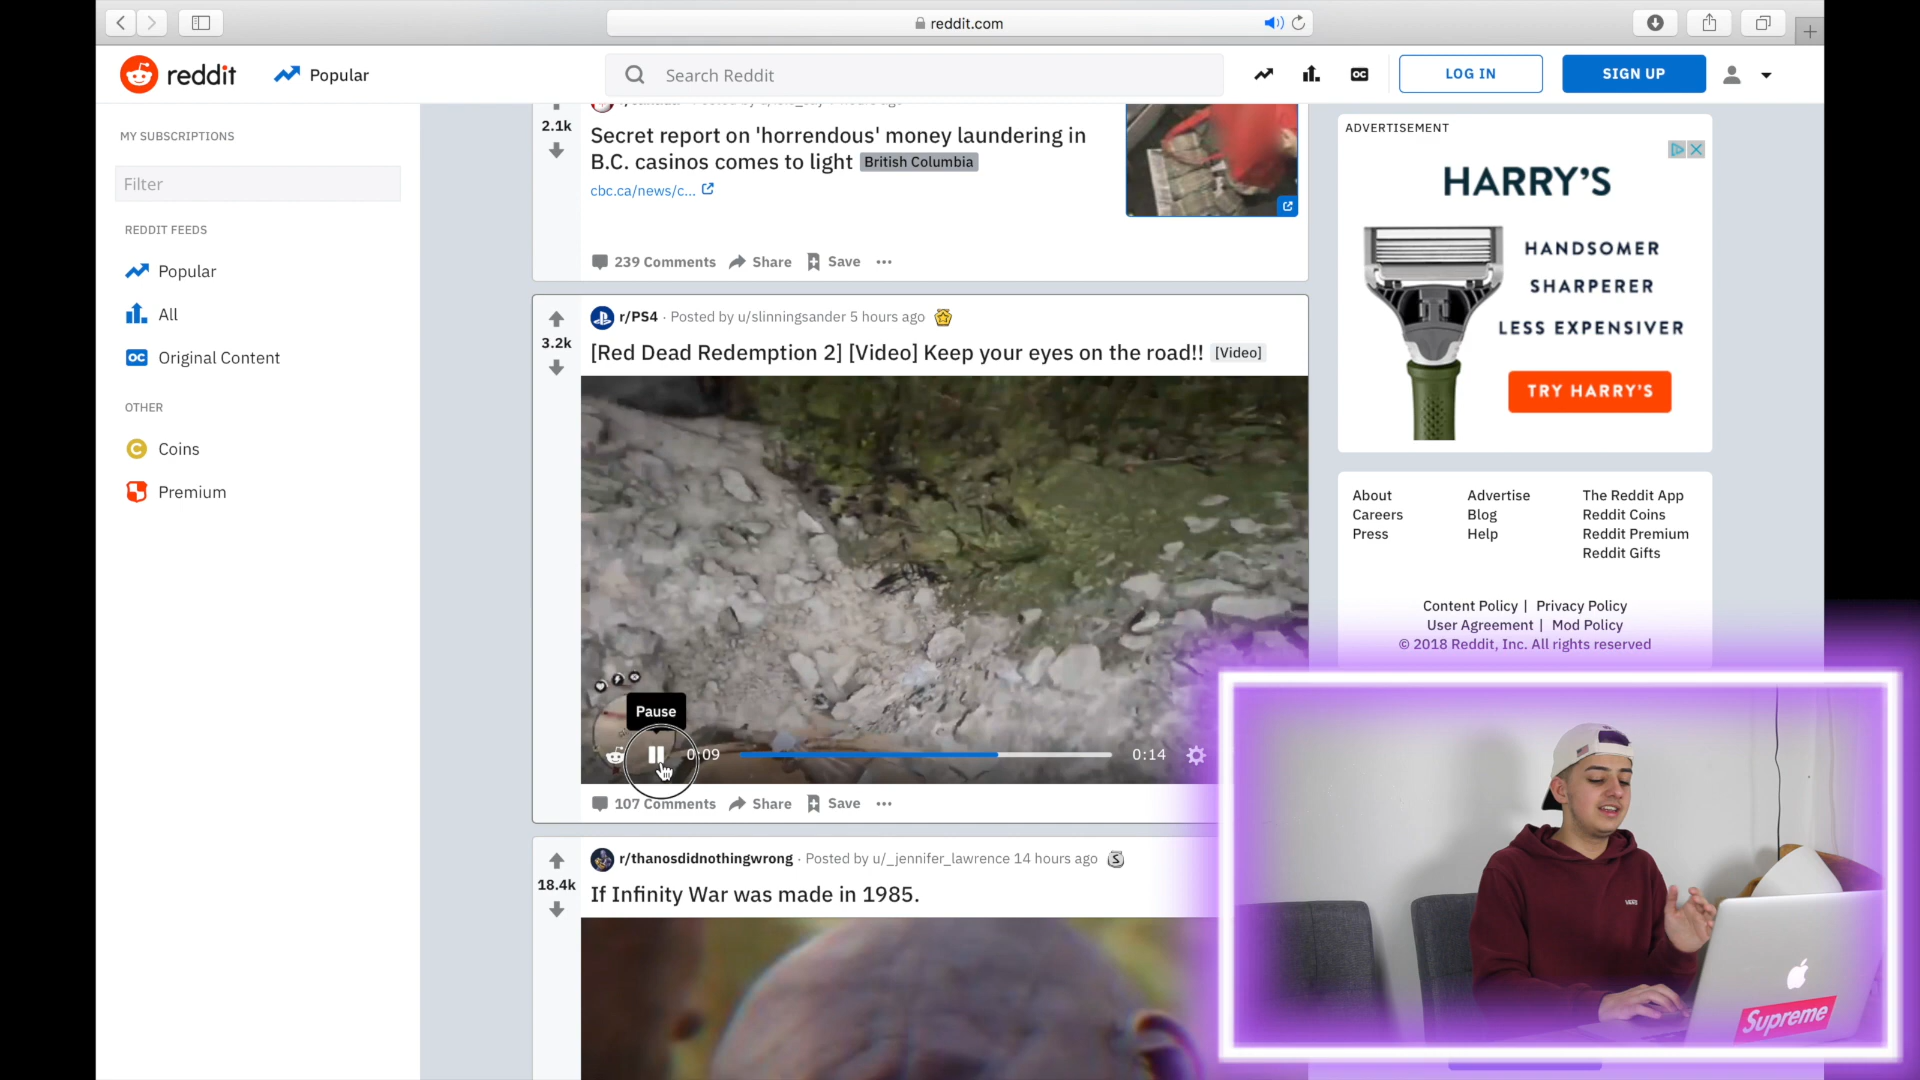 reddit.com
reddit
Popular
Search Reddit
LOG IN
SIGN UP
MY SUBSCRIPTIONS
Filter
REDDIT FEEDS
Popular
All
OC Original Content
OTHER
Coins
Premium
2.1k
Secret report on 'horrendous' money laundering in
B.C. casinos comes to light British Columbia
cbc.ca/news/c...
239 Comments Share Save
r/PS4 · Posted by u/slinningsander 5 hours ago
3.2k
[Red Dead Redemption 2] [Video] Keep your eyes on the road!! [Video]
Pause
0:09
0:14
107 Comments Share Save
r/thanosdidnothingwrong · Posted by u/_jennifer_lawrence 14 hours ago
18.4k
If Infinity War was made in 1985.
ADVERTISEMENT
HARRY'S
HANDSOMER
SHARPERER
LESS EXPENSIVER
TRY HARRY'S
About Advertise The Reddit App
Careers Blog Reddit Coins
Press Help Reddit Premium
Reddit Gifts
Content Policy | Privacy Policy
User Agreement | Mod Policy
© 2018 Reddit, Inc. All rights reserved
VANS
Supreme